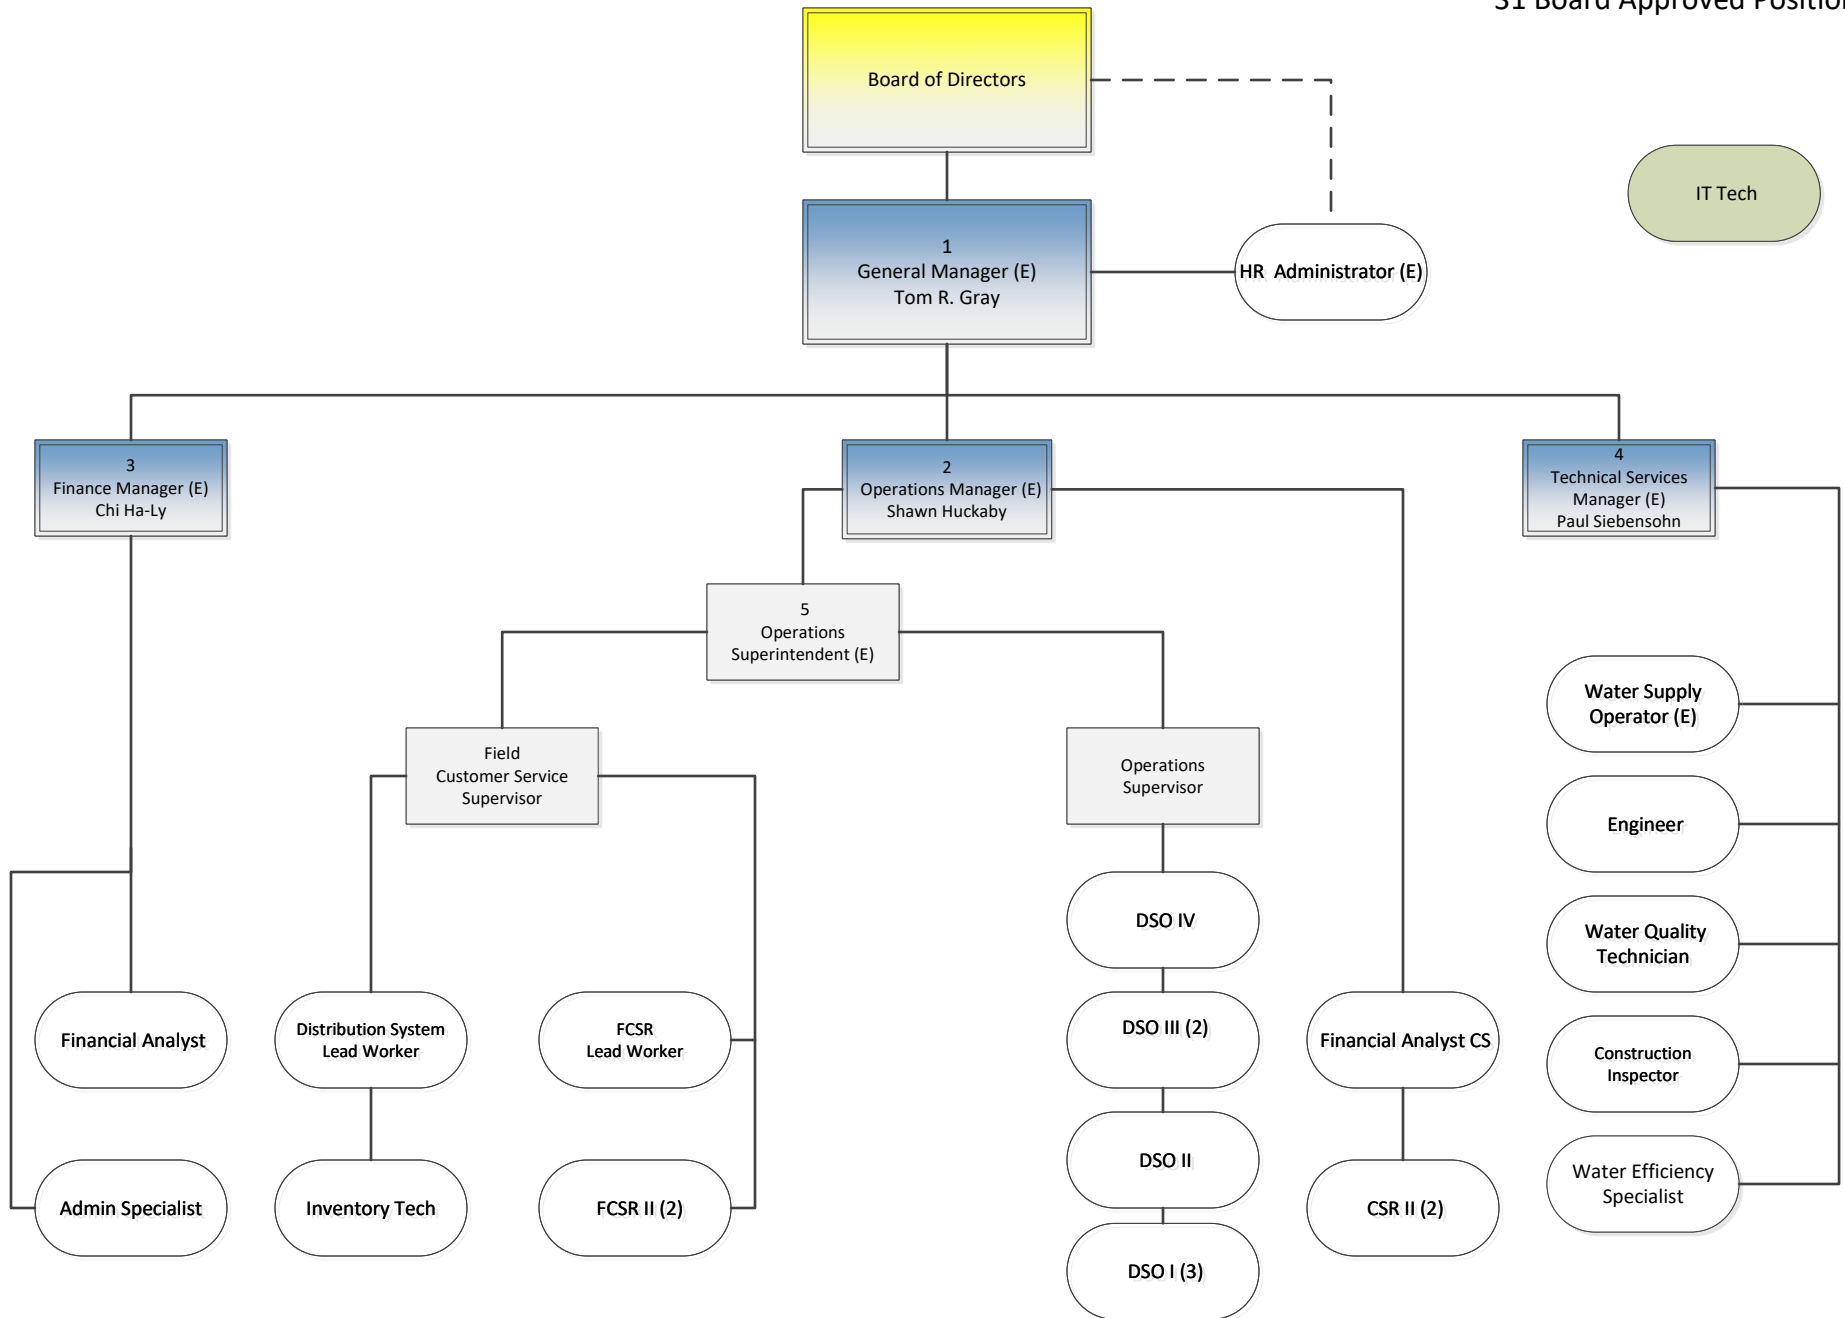 31 Board Approved Position
Board of Directors
IT Tech
1
General Manager (E)
Tom R. Gray
HR Administrator (E)
3
Finance Manager (E)
Chi Ha-Ly
2
Operations Manager (E)
Shawn Huckaby
4
Technical Services
Manager (E)
Paul Siebensohn
5
Operations
Superintendent (E)
Field
Customer Service
Supervisor
Operations
Supervisor
Water Supply
Operator (E)
Engineer
DSO IV
Water Quality
Technician
Financial Analyst
Distribution System
Lead Worker
FCSR
Lead Worker
DSO III (2)
Financial Analyst CS
Construction
Inspector
DSO II
Admin Specialist
Inventory Tech
FCSR II (2)
CSR II (2)
Water Efficiency
Specialist
DSO I (3)